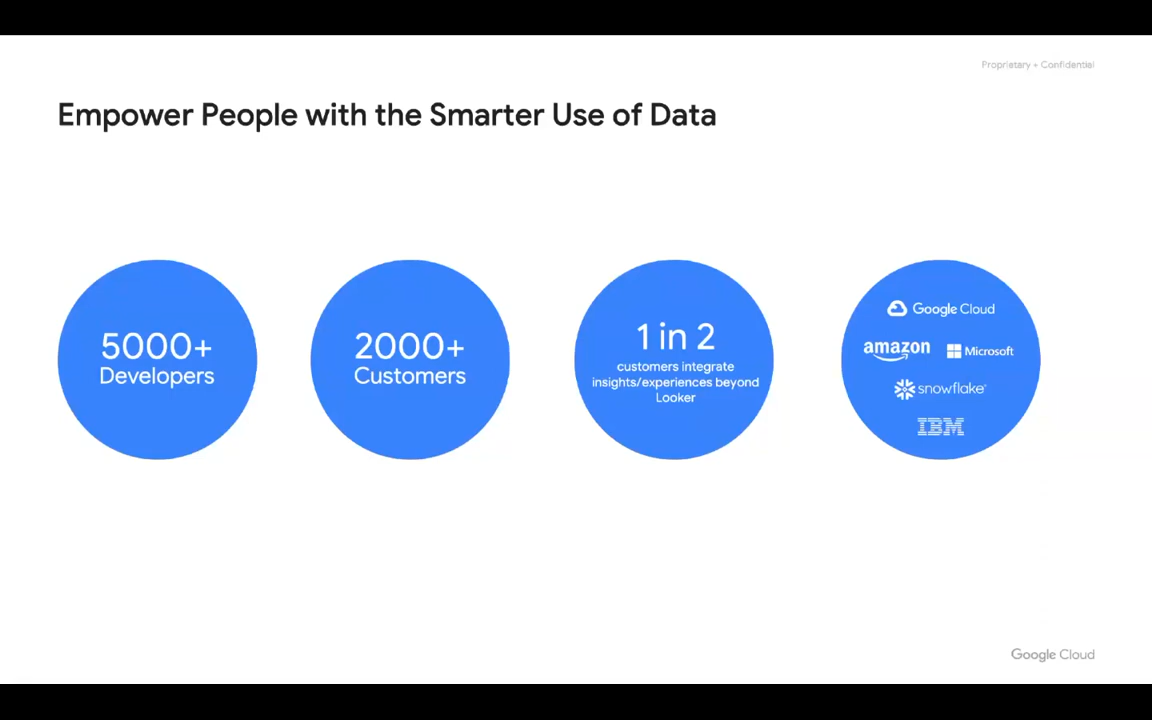 Proprietary + Confidential
Empower People with the Smarter Use of Data
5000+
Developers
2000+
Customers
1 in 2
customers integrate
insights/experiences beyond
Looker
Google Cloud
amazon
Microsoft
snowflake
IBM
Google Cloud